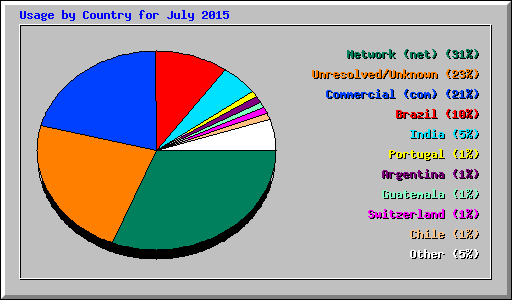 Usage by Country for July 2015
Network (net) (31%)
Unresolved/Unknown (23%)
Commercial (com) (21%)
Brazil (10%)
India (5%)
Portugal (1%)
Argentina (1%)
Guatemala (1%)
Switzerland (1%)
Chile (1%)
Other (5%)